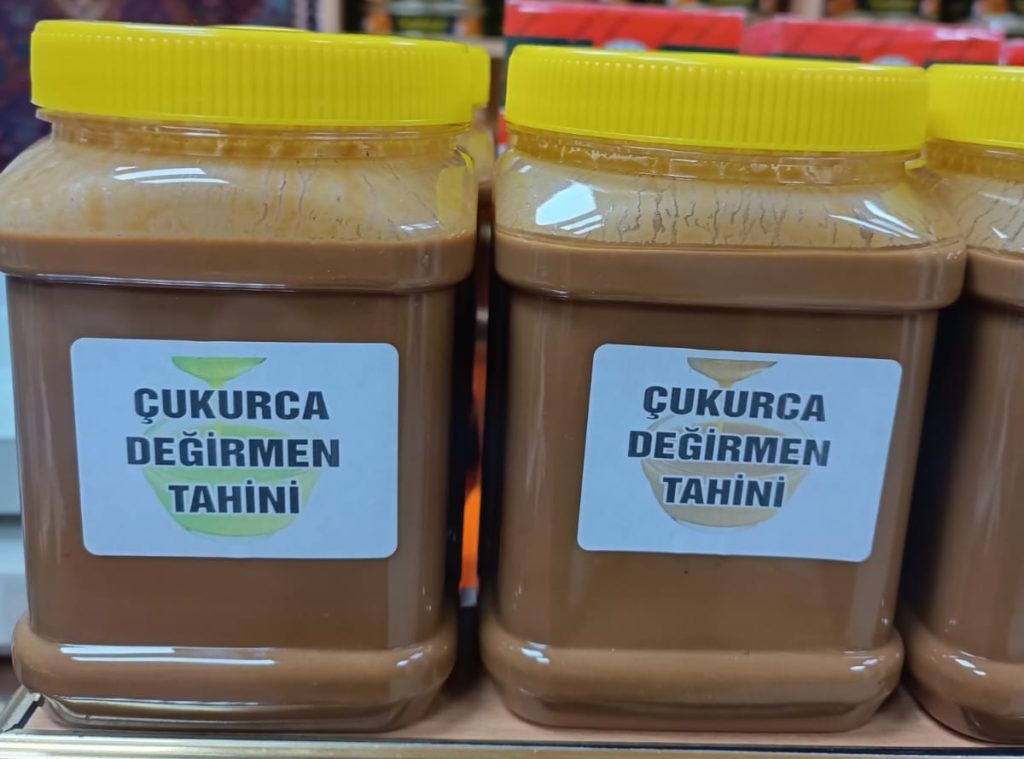 ÇUKURCA
DEĞİRMEN
TAHİNİ
ÇUKURCA
DEĞİRMEN
TAHİNİ